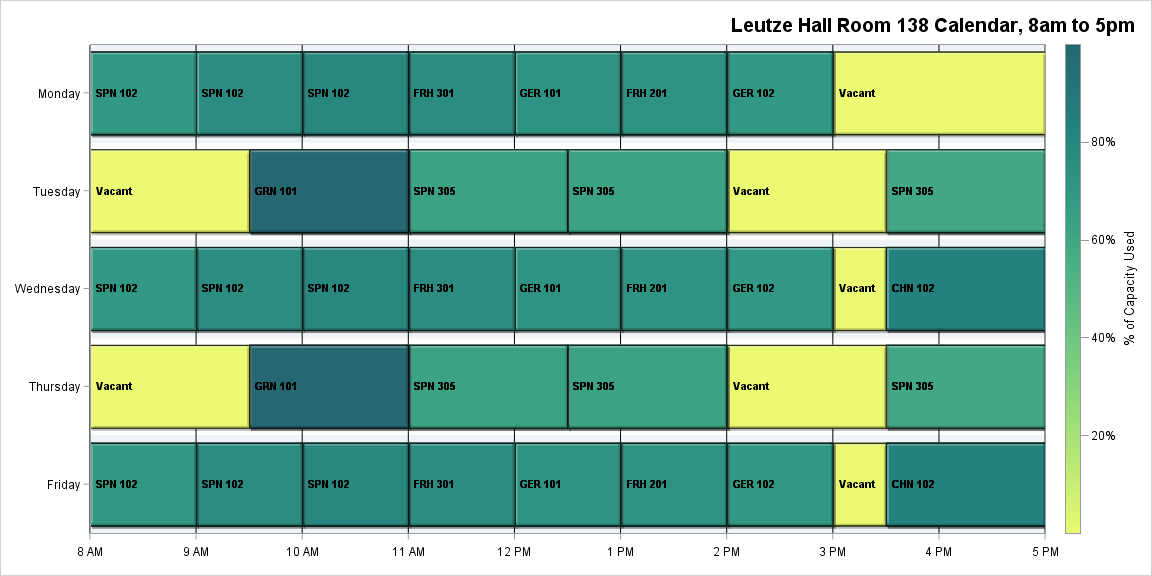 Leutze Hall Room 138 Calendar, 8am to 5pm
Monday
SPN 102
SPN 102
SPN 102
FRH 301
GER 101
FRH 201
GER 102
Vacant
Tuesday
Vacant
GRN 101
SPN 305
SPN 305
Vacant
SPN 305
Wednesday
SPN 102
SPN 102
SPN 102
FRH 301
GER 101
FRH 201
GER 102
Vacant
CHN 102
Thursday
Vacant
GRN 101
SPN 305
SPN 305
Vacant
SPN 305
Friday
SPN 102
SPN 102
SPN 102
FRH 301
GER 101
FRH 201
GER 102
Vacant
CHN 102
8 AM
9 AM
10 AM
11 AM
12 PM
1 PM
2 PM
3 PM
4 PM
5 PM
80%
60%
40%
20%
% of Capacity Used